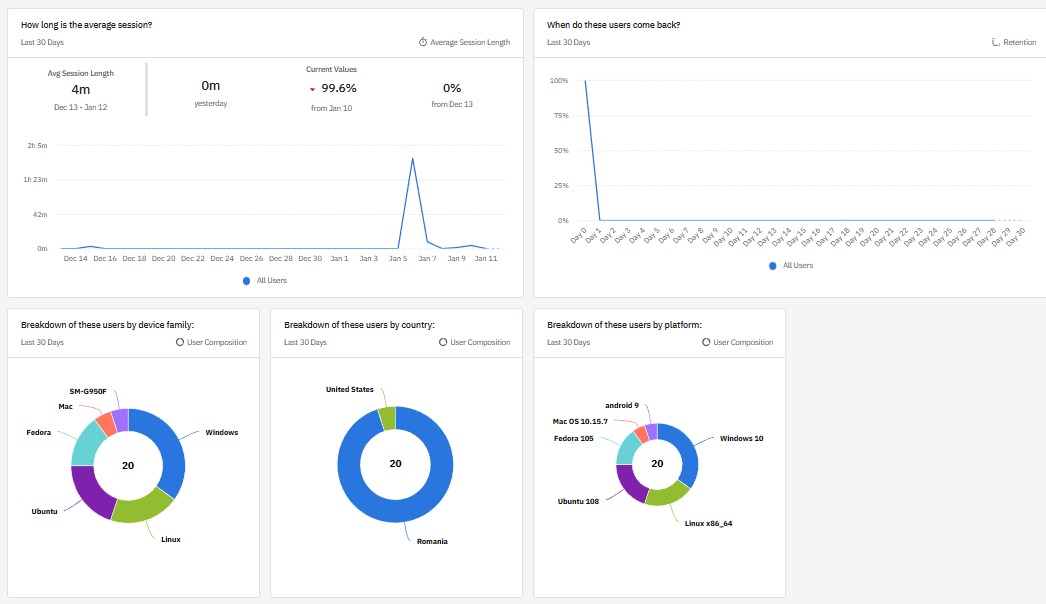 How long is the average session?
Last 30 Days
Average Session Length
Avg Session Length
4m
Dec 13 - Jan 12
0m
yesterday
Current Values
99.6%
from Jan 10
0%
from Dec 13
2h 5m
1h 23m
42m
0m
Dec 14 Dec 16 Dec 18 Dec 20 Dec 22 Dec 24 Dec 26 Dec 28 Dec 30 Jan 1 Jan 3 Jan 5 Jan 7 Jan 9 Jan 11
All Users
When do these users come back?
Last 30 Days
Retention
100%
75%
50%
25%
0%
Day 0 Day 1 Day 2 Day 3 Day 4 Day 5 Day 6 Day 7 Day 8 Day 9 Day 10 Day 11 Day 12 Day 13 Day 14 Day 15 Day 16 Day 17 Day 18 Day 19 Day 20 Day 21 Day 22 Day 23 Day 24 Day 25 Day 26 Day 27 Day 28 Day 29 Day 30
All Users
Breakdown of these users by device family:
Last 30 Days
User Composition
SM-G950F
Mac
Fedora
Windows
20
Ubuntu
Linux
Breakdown of these users by country:
Last 30 Days
User Composition
United States
20
Romania
Breakdown of these users by platform:
Last 30 Days
User Composition
android 9
Mac OS 10.15.7
Fedora 105
Windows 10
20
Ubuntu 108
Linux x86_64